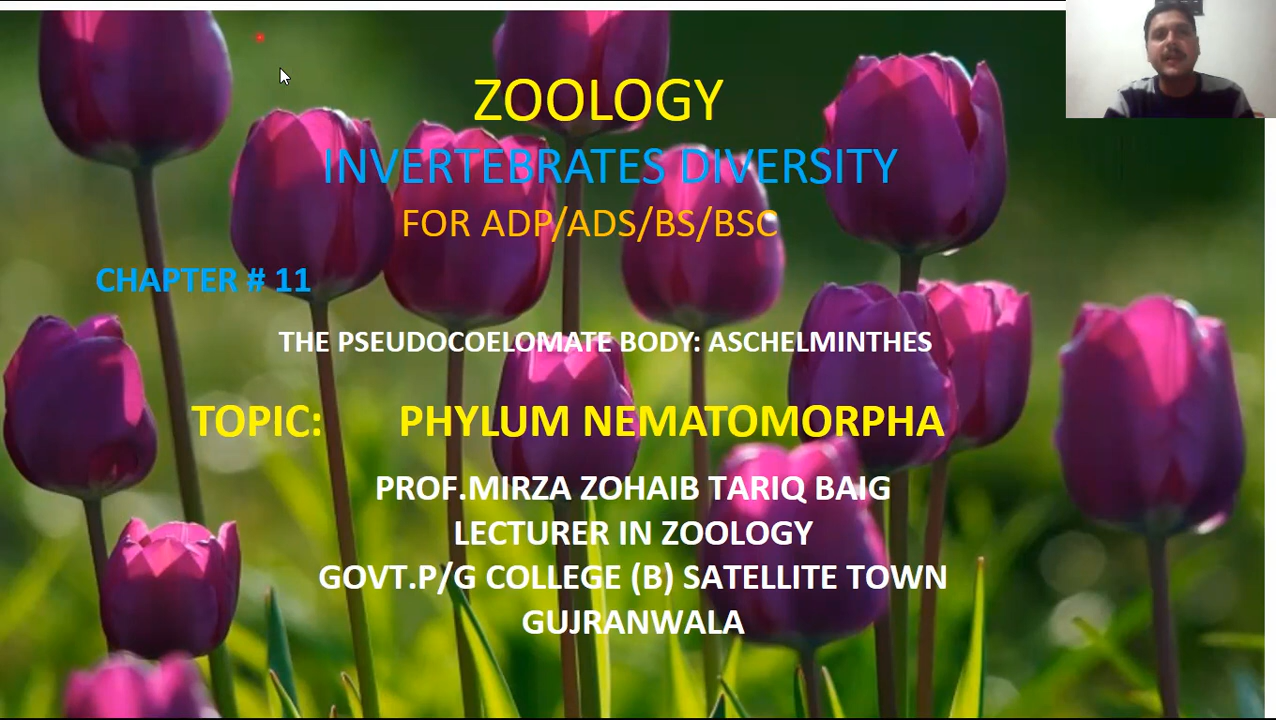 ZOOLOGY
INVERTEBRATES DIVERSITY
FOR ADP/ADS/BS/BSC
CHAPTER # 11
THE PSEUDOCOELOMATE BODY: ASCHELMINTHES
TOPIC: PHYLUM NEMATOMORPHA
PROF.MIRZA ZOHAIB TARIQ BAIG
LECTURER IN ZOOLOGY
GOVT.P/G COLLEGE (B) SATELLITE TOWN
GUJRANWALA